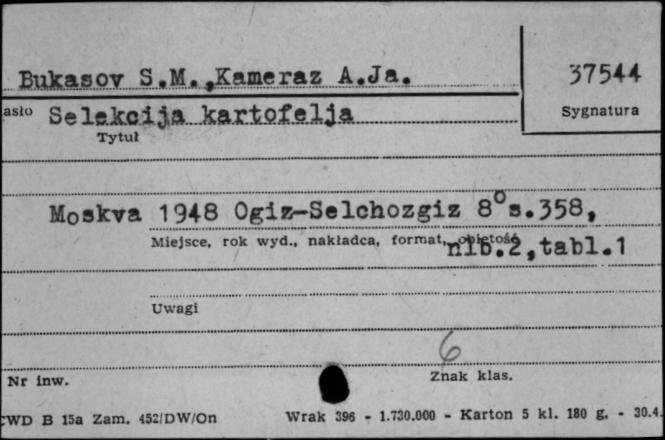 Bukasov S.M.,Kameraz A.Ja.
37544
asło Selekcija kartofelja
Sygnatura
Tytuł
Moskva 1948 Ogiz-Selchozgiz 8° s.358,
Miejsce, rok wyd., nakładca, format, objętość
nlb.2,tabl.1
Uwagi
6
Nr inw.
Znak klas.
CWD B 15a Zam. 452/DW/On Wrak 396 - 1.730.000 - Karton 5 kl. 180 g. - 30.4.